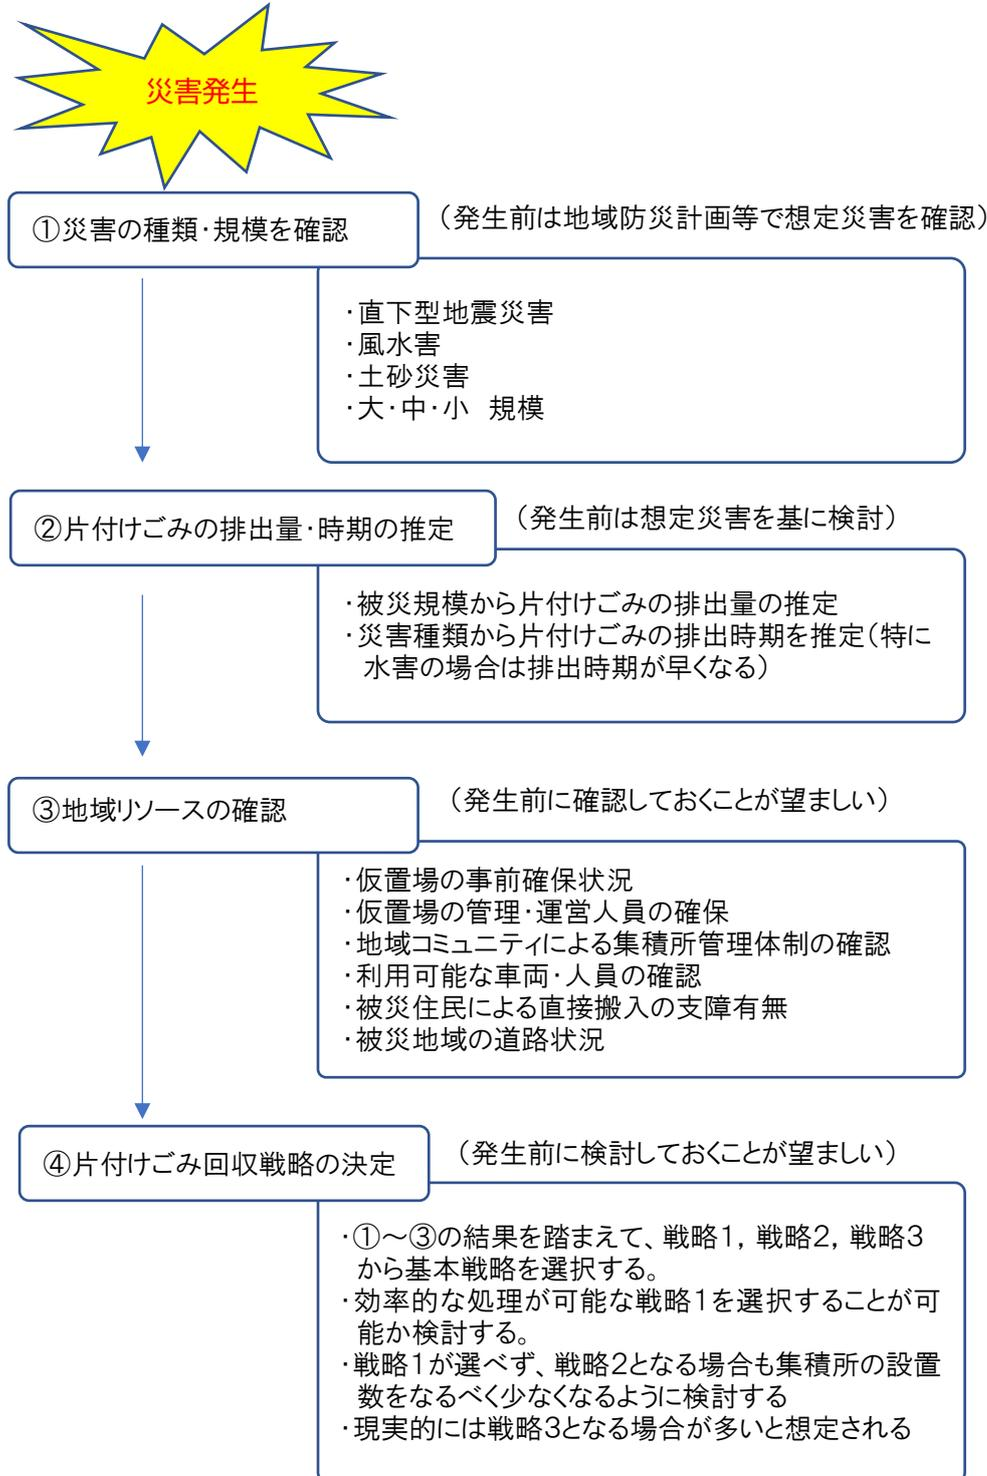 災害発生
①災害の種類・規模を確認
（発生前は地域防災計画等で想定災害を確認）
・直下型地震災害
・風水害
・土砂災害
・大・中・小　規模
②片付けごみの排出量・時期の推定
（発生前は想定災害を基に検討）
・被災規模から片付けごみの排出量の推定
・災害種類から片付けごみの排出時期を推定（特に
水害の場合は排出時期が早くなる）
③地域リソースの確認
（発生前に確認しておくことが望ましい）
・仮置場の事前確保状況
・仮置場の管理・運営人員の確保
・地域コミュニティによる集積所管理体制の確認
・利用可能な車両・人員の確認
・被災住民による直接搬入の支障有無
・被災地域の道路状況
④片付けごみ回収戦略の決定
（発生前に検討しておくことが望ましい）
・①～③の結果を踏まえて、戦略1，戦略2，戦略3
から基本戦略を選択する。
・効率的な処理が可能な戦略1を選択することが可
能か検討する。
・戦略1が選べず、戦略2となる場合も集積所の設置
数をなるべく少なくなるように検討する
・現実的には戦略3となる場合が多いと想定される